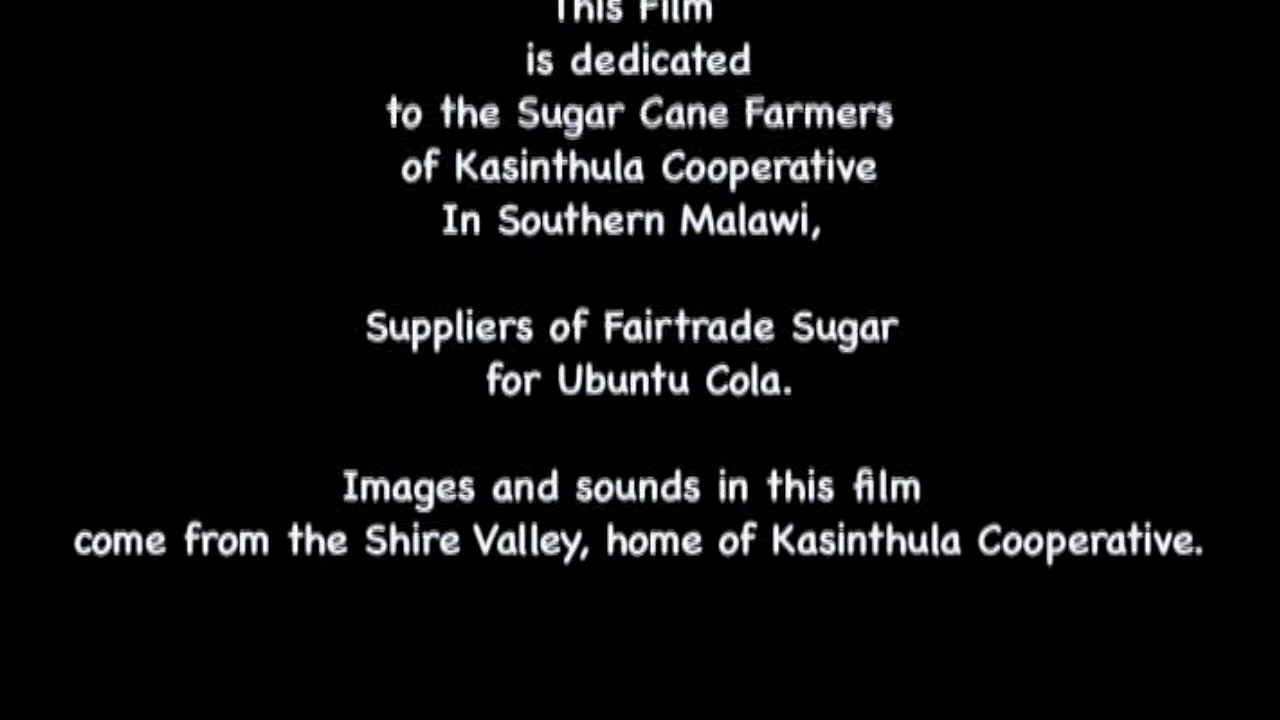 This Film
is dedicated
to the Sugar Cane Farmers
of Kasinthula Cooperative
In Southern Malawi,
Suppliers of Fairtrade Sugar
for Ubuntu Cola.
Images and sounds in this film
come from the Shire Valley, home of Kasinthula Cooperative.